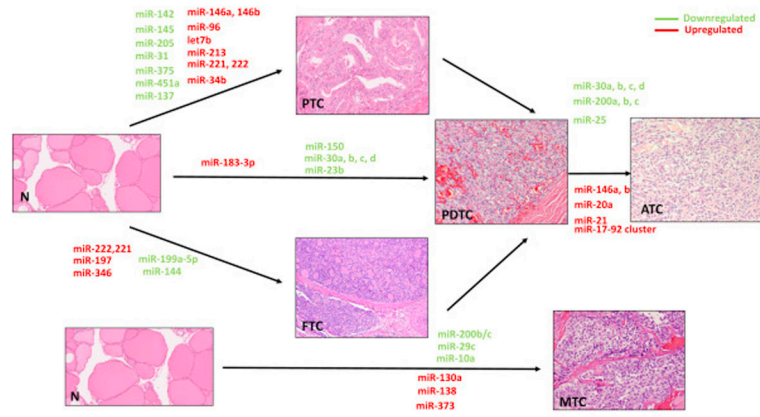 miR-142
miR-145
miR-205
miR-31
miR-375
miR-451a
miR-137
miR-146a, 146b
miR-96
let7b
miR-213
miR-221, 222
miR-34b
Downregulated
Upregulated
PTC
miR-30a, b, c, d
miR-200a, b, c
miR-25
N
miR-183-3p
miR-150
miR-30a, b, c, d
miR-23b
PDTC
miR-146a, b
miR-20a
miR-21
miR-17-92 cluster
ATC
miR-222,221
miR-197
miR-346
miR-199a-5p
miR-144
FTC
N
miR-200b/c
miR-29c
miR-10a
miR-130a
miR-138
miR-373
MTC